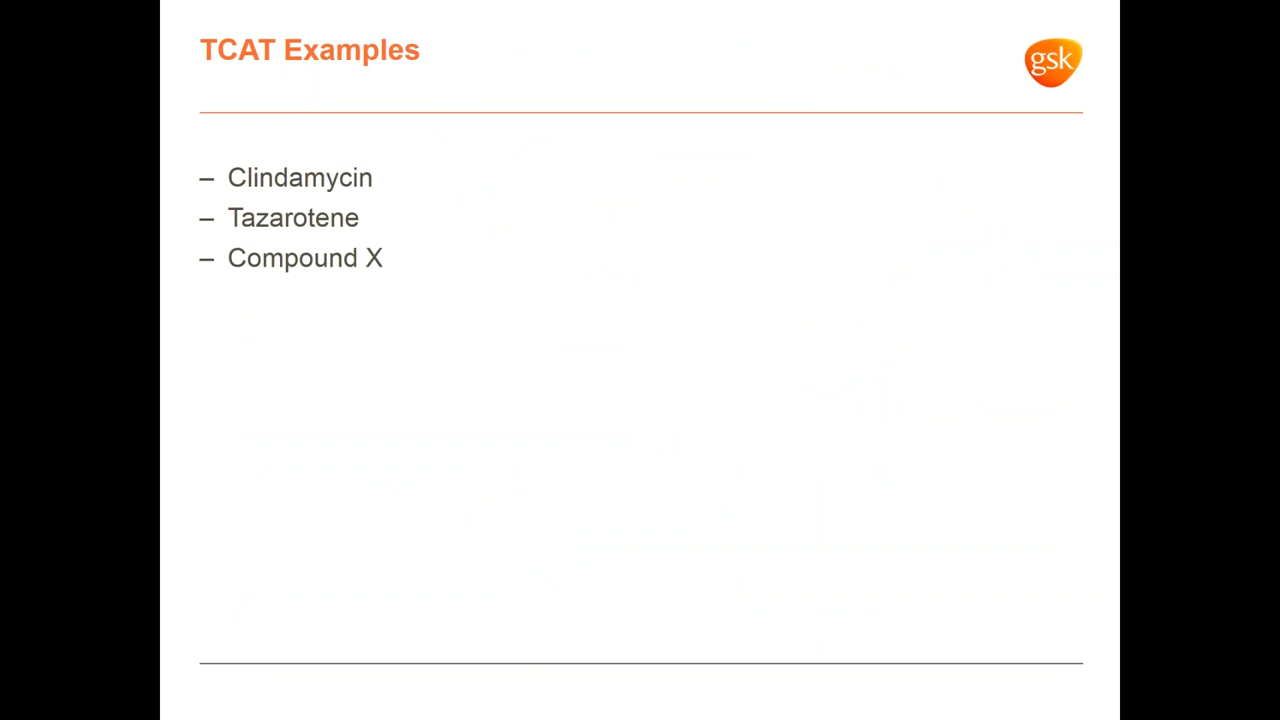 TCAT Examples
gsk
– Clindamycin
– Tazarotene
– Compound X